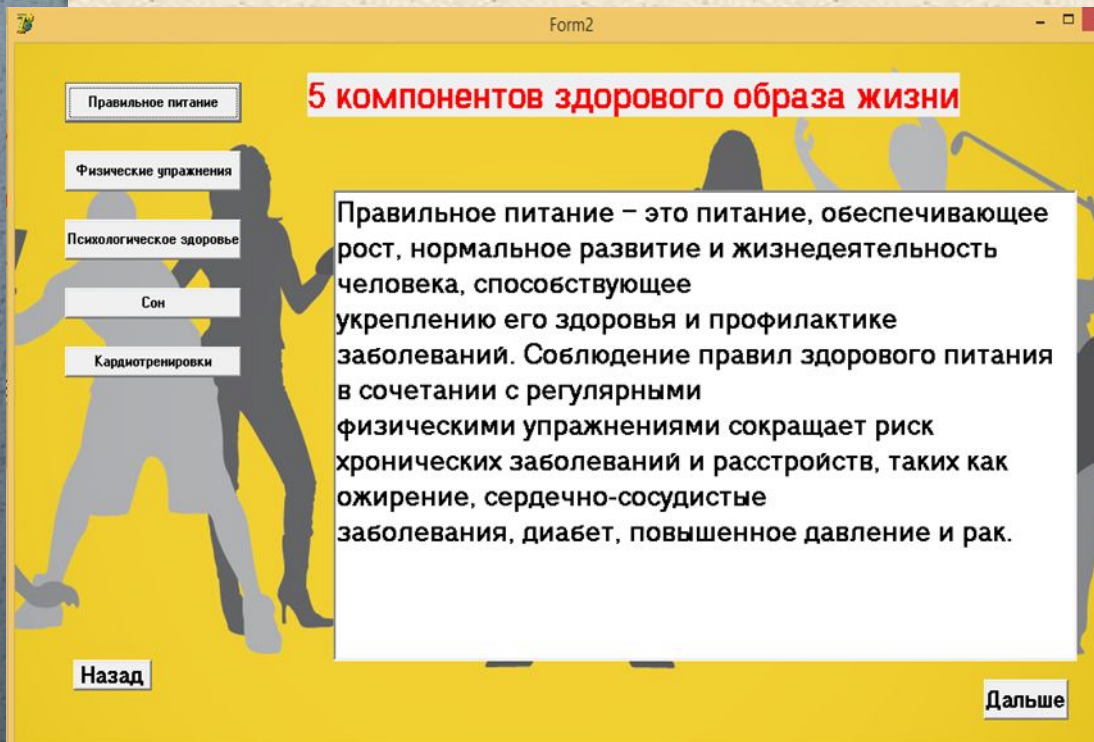 Form2
5 компонентов здорового образа жизни
Правильное питание
Физические упражнения
Психологическое здоровье
Сон
Кардиотренировки
Правильное питание – это питание, обеспечивающее
рост, нормальное развитие и жизнедеятельность
человека, способствующее
укреплению его здоровья и профилактике
заболеваний. Соблюдение правил здорового питания
в сочетании с регулярными
физическими упражнениями сокращает риск
хронических заболеваний и расстройств, таких как
ожирение, сердечно-сосудистые
заболевания, диабет, повышенное давление и рак.
Назад
Дальше